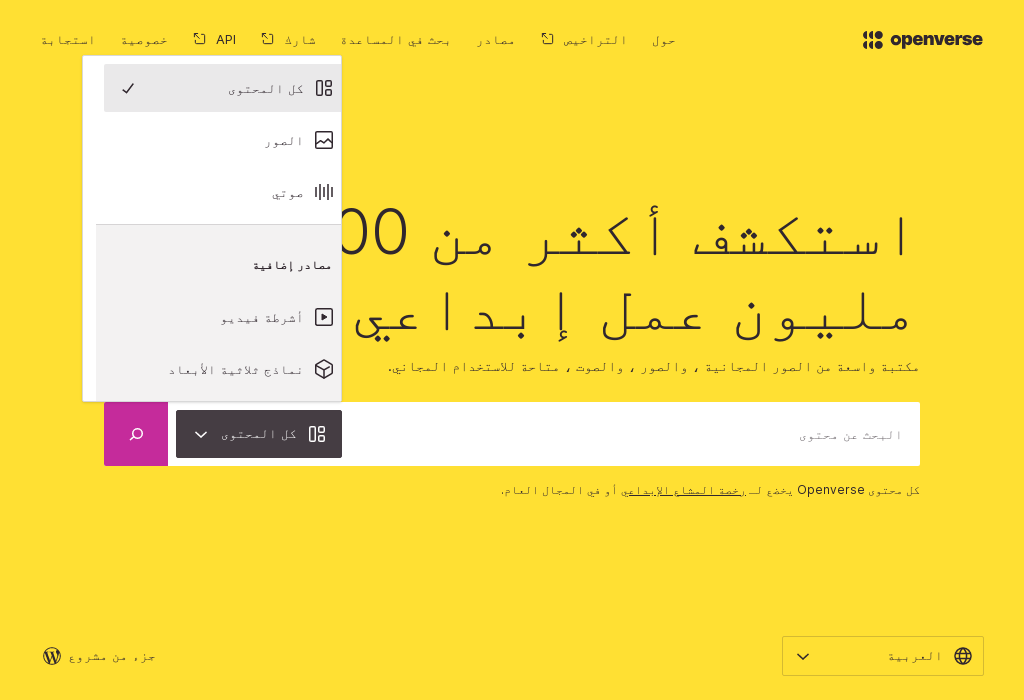 openverse
حول
التراخيص
مصادر
بحث في المساعدة
شارك
API
خصوصية
استجابة
كل المحتوى
الصور
صوتي
مصادر إضافية
أشرطة فيديو
نماذج ثلاثية الأبعاد
استكشف أكثر من 00
مليون عمل إبداعي
مكتبة واسعة من الصور المجانية ، والصور ، والصوت ، متاحة للاستخدام المجاني.
البحث عن محتوى
كل المحتوى
كل محتوى Openverse يخضع لـ رخصة المشاع الإبداعي أو في المجال العام.
العربية
جزء من مشروع